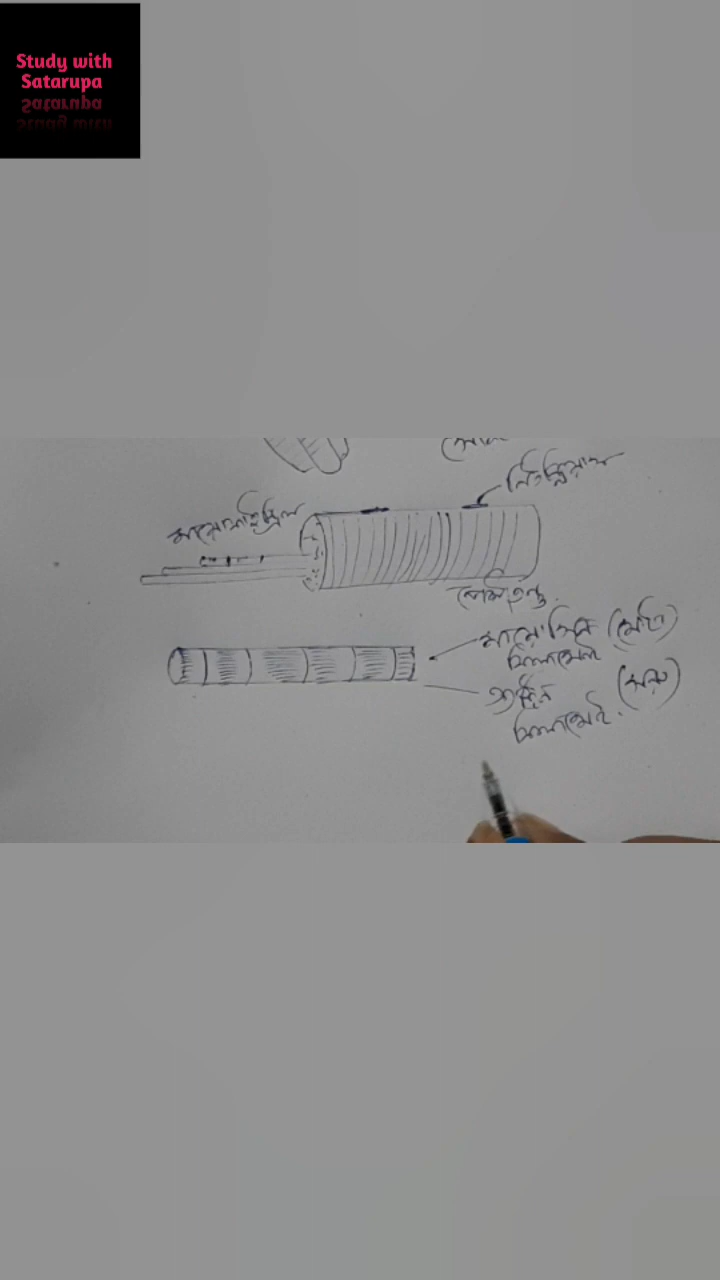 Study with
Satarupa
নিউক্লিয়াস
মায়োফাইব্রিল
পেশিতন্তু
মায়োসিন (মোটা)
ফিলামেন্ট
অ্যাক্টিন (সরু)
ফিলামেন্ট